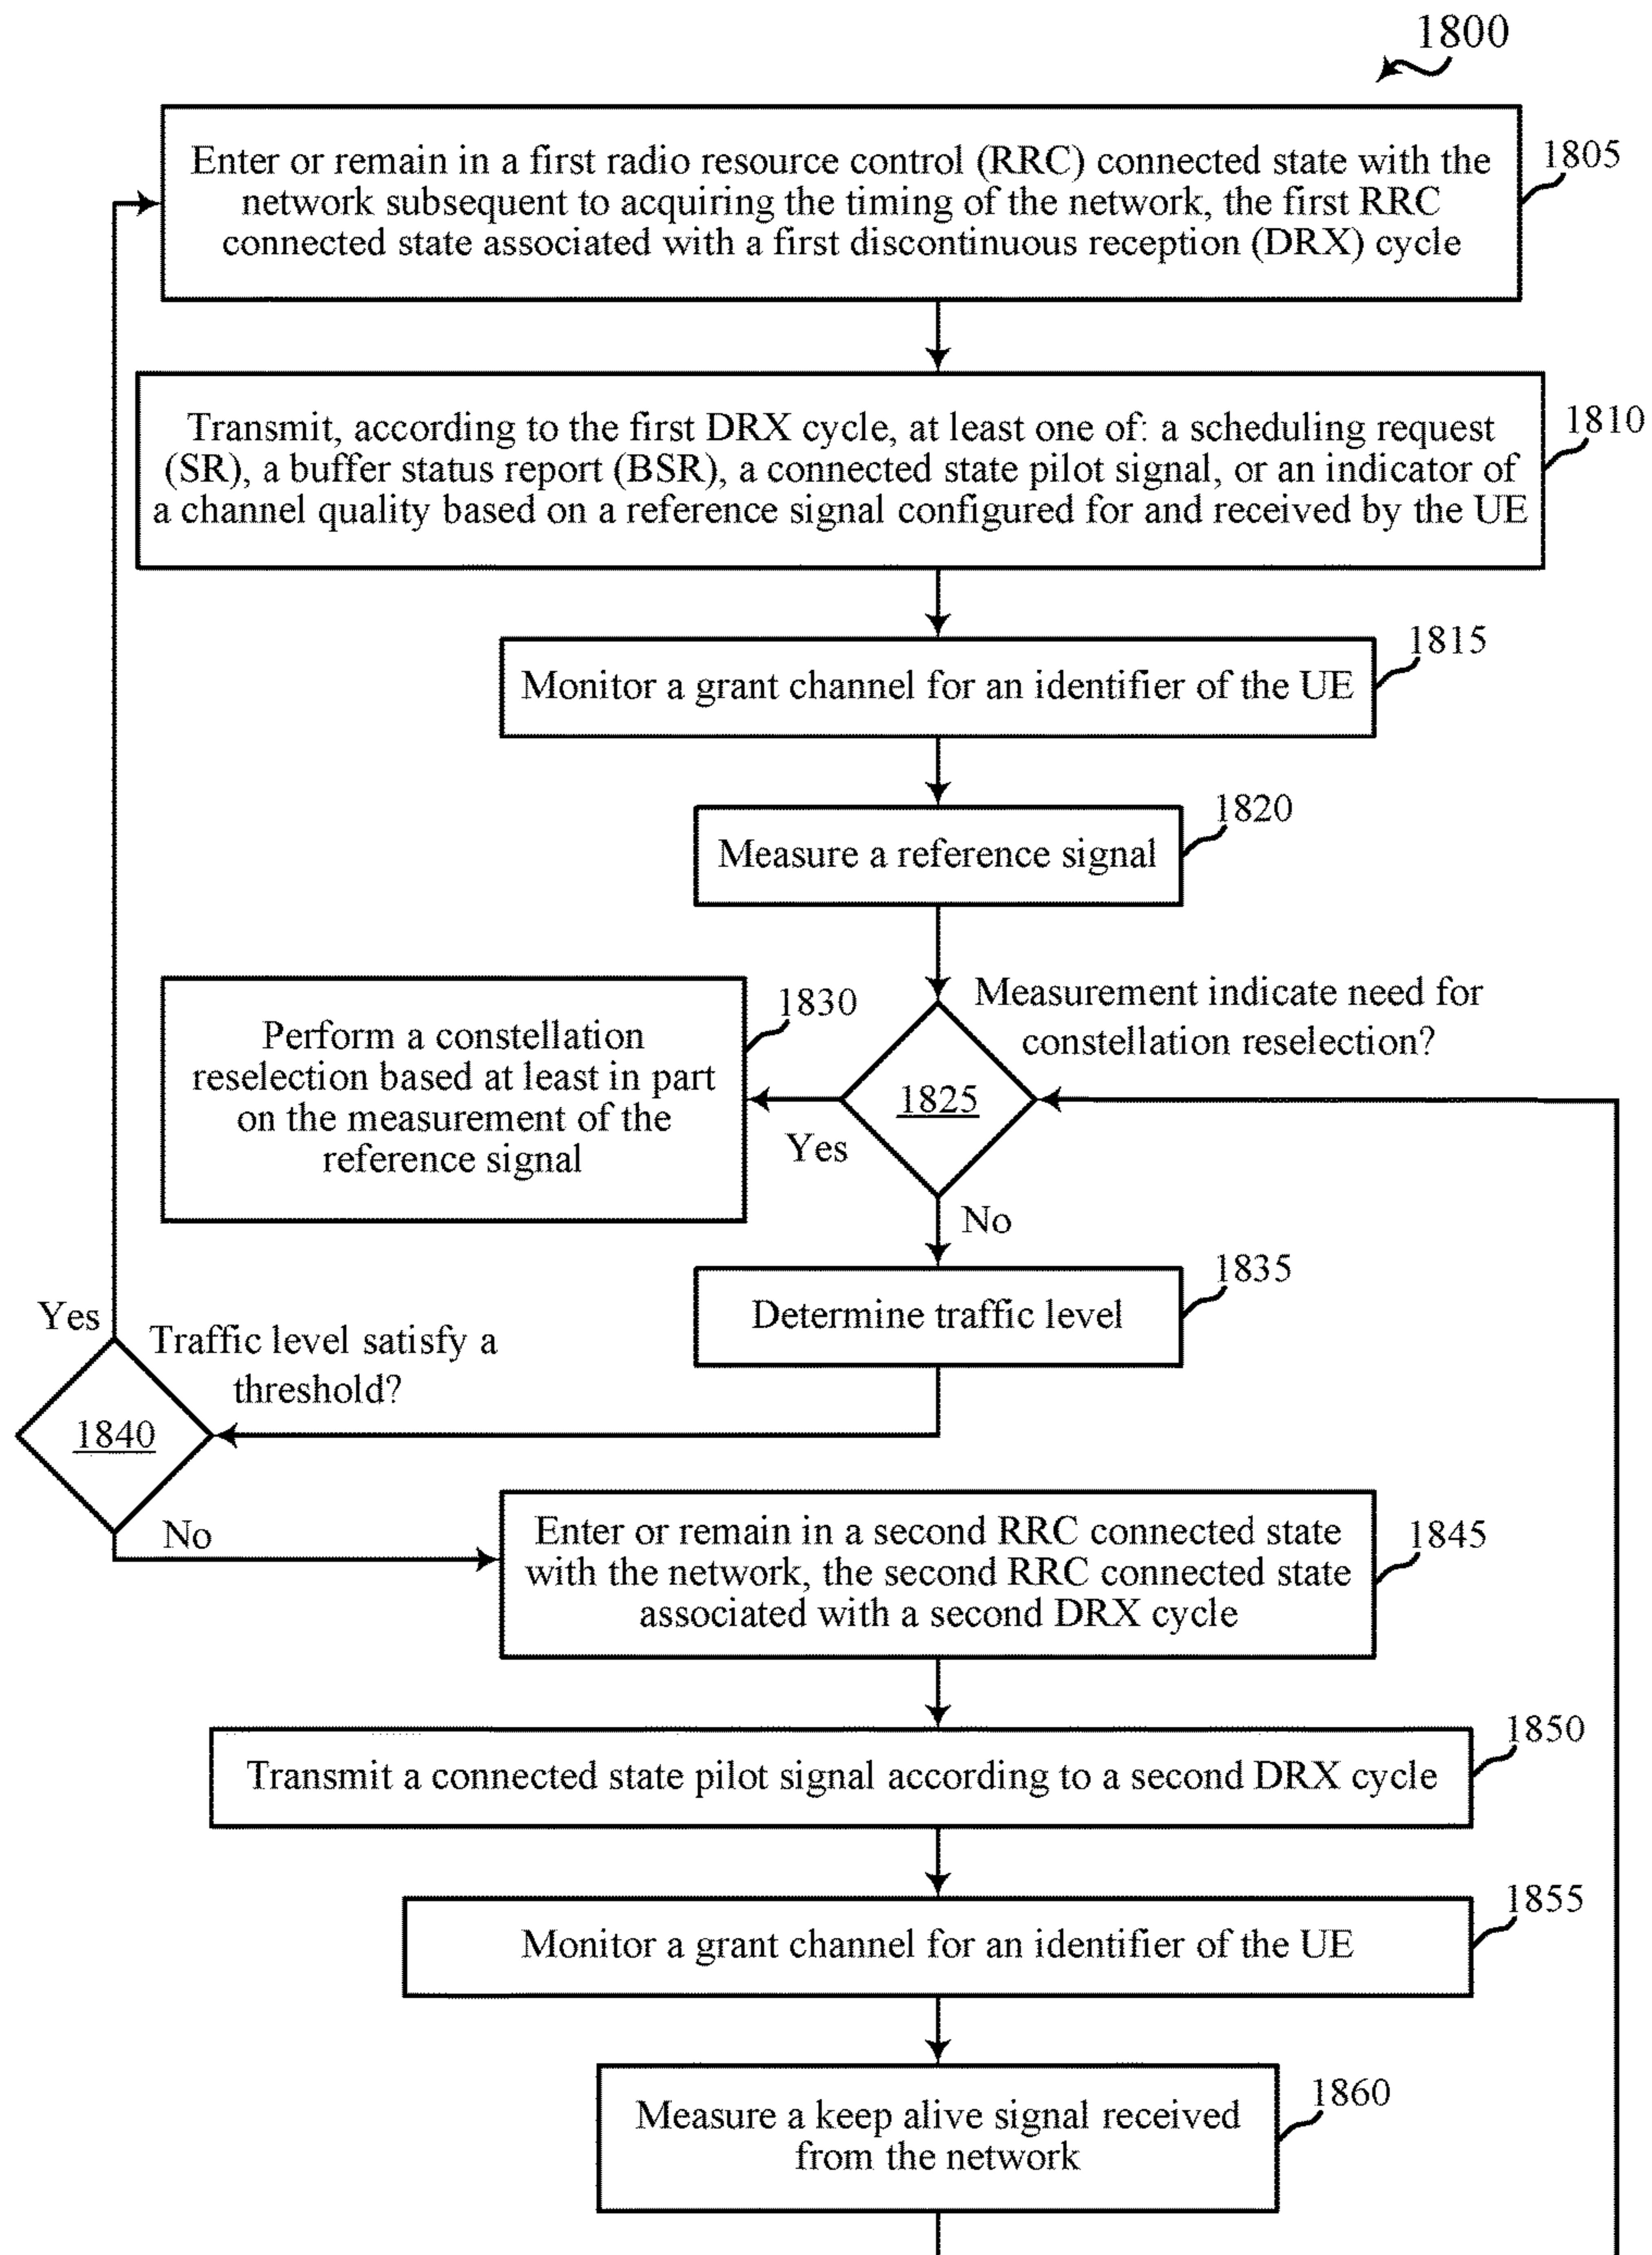 1800
Enter or remain in a first radio resource control (RRC) connected state with the
network subsequent to acquiring the timing of the network, the first RRC
connected state associated with a first discontinuous reception (DRX) cycle
1805
Transmit, according to the first DRX cycle, at least one of: a scheduling request
(SR), a buffer status report (BSR), a connected state pilot signal, or an indicator of
a channel quality based on a reference signal configured for and received by the UE
1810
Monitor a grant channel for an identifier of the UE
1815
Measure a reference signal
1820
Measurement indicate need for
constellation reselection?
1825
Yes
No
Perform a constellation
reselection based at least in part
on the measurement of the
reference signal
1830
Determine traffic level
1835
Traffic level satisfy a
threshold?
1840
Yes
No
Enter or remain in a second RRC connected state
with the network, the second RRC connected state
associated with a second DRX cycle
1845
Transmit a connected state pilot signal according to a second DRX cycle
1850
Monitor a grant channel for an identifier of the UE
1855
Measure a keep alive signal received
from the network
1860